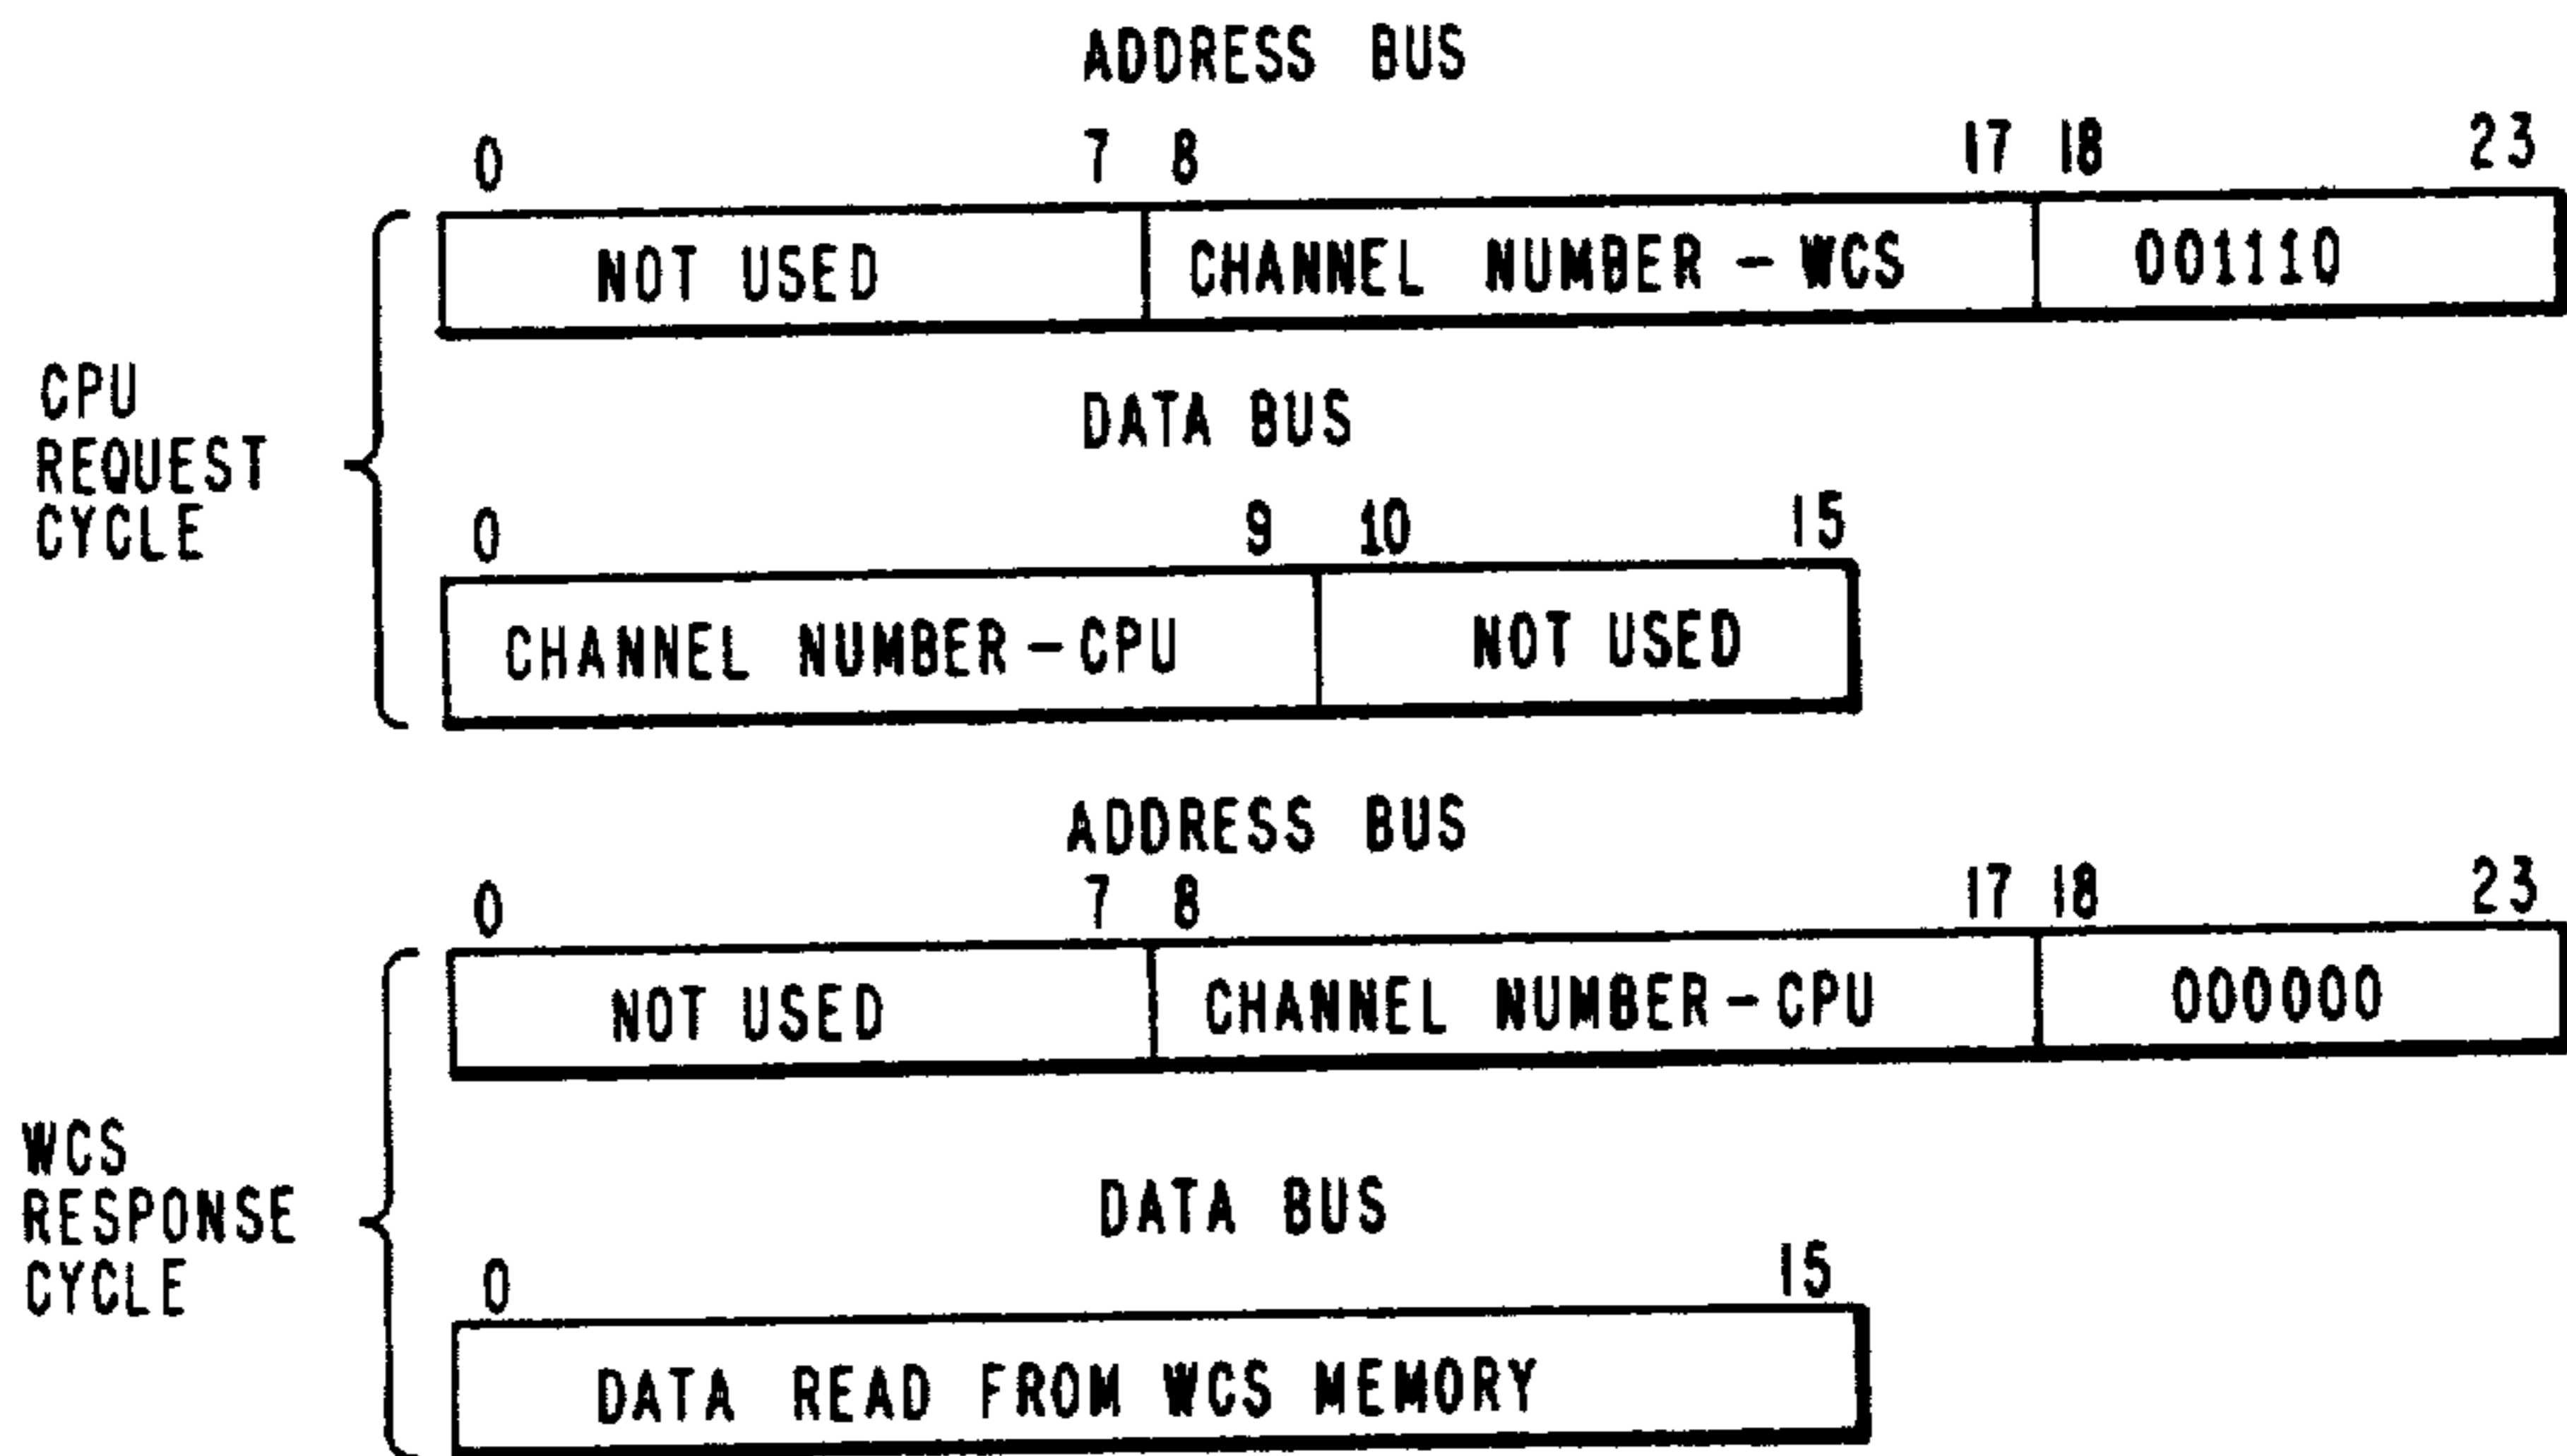 ADDRESS BUS
0 7 8 17 18 23
NOT USED CHANNEL NUMBER - WCS 001110
CPU
REQUEST
CYCLE
DATA BUS
0 9 10 15
CHANNEL NUMBER - CPU NOT USED
ADDRESS BUS
0 7 8 17 18 23
NOT USED CHANNEL NUMBER - CPU 000000
WCS
RESPONSE
CYCLE
DATA BUS
0 15
DATA READ FROM WCS MEMORY